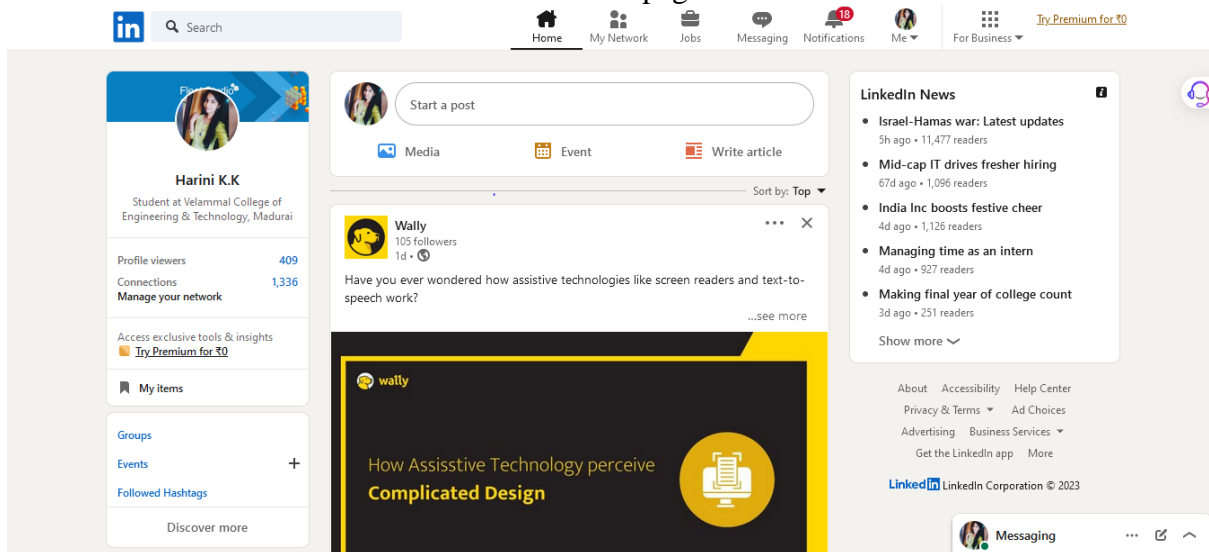 in
Search
Home
My Network
Jobs
Messaging
18
Notifications
Me
For Business
Try Premium for ₹0
Harini K.K
Student at Velammal College of
Engineering & Technology, Madurai
Profile viewers 409
Connections 1,336
Manage your network
Access exclusive tools & insights
Try Premium for ₹0
My items
Groups
Events +
Followed Hashtags
Discover more
Start a post
Media
Event
Write article
Sort by: Top
Wally
105 followers
1d •
Have you ever wondered how assistive technologies like screen readers and text-to-
speech work?
...see more
wally
How Assisstive Technology perceive
Complicated Design
LinkedIn News
• Israel-Hamas war: Latest updates
5h ago • 11,477 readers
• Mid-cap IT drives fresher hiring
67d ago • 1,096 readers
• India Inc boosts festive cheer
4d ago • 1,126 readers
• Managing time as an intern
4d ago • 927 readers
• Making final year of college count
3d ago • 251 readers
Show more
About Accessibility Help Center
Privacy & Terms Ad Choices
Advertising Business Services
Get the LinkedIn app More
LinkedIn LinkedIn Corporation © 2023
Messaging